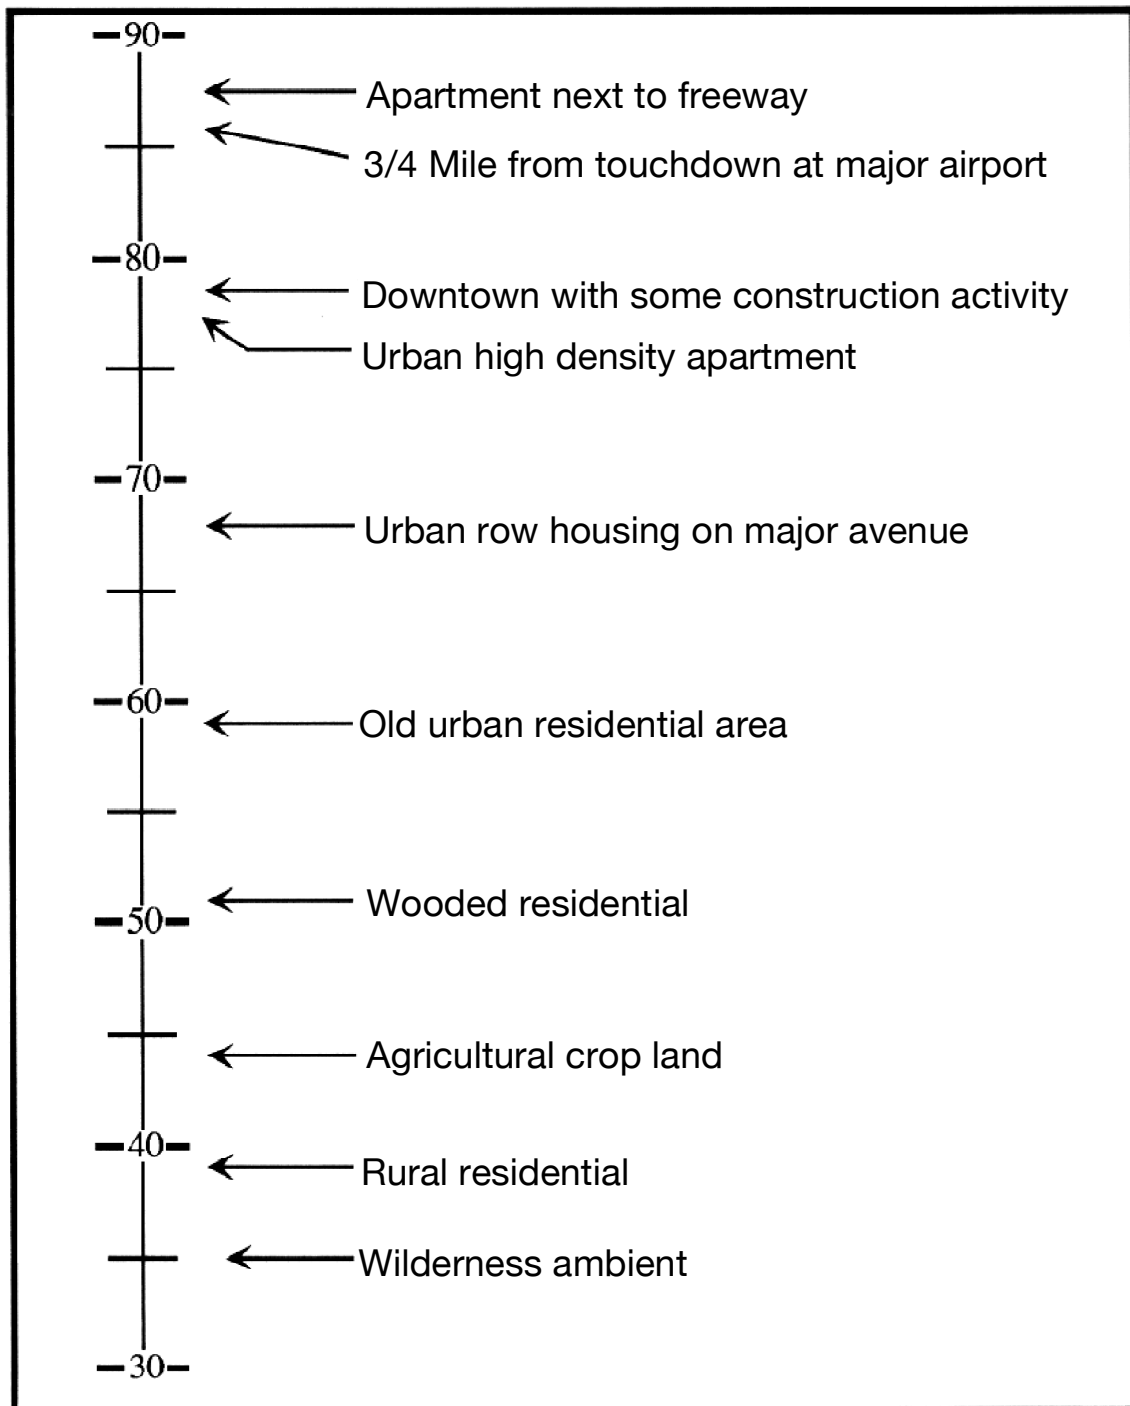 90
Apartment next to freeway
3/4 Mile from touchdown at major airport
80
Downtown with some construction activity
Urban high density apartment
70
Urban row housing on major avenue
60
Old urban residential area
Wooded residential
50
Agricultural crop land
40
Rural residential
Wilderness ambient
30